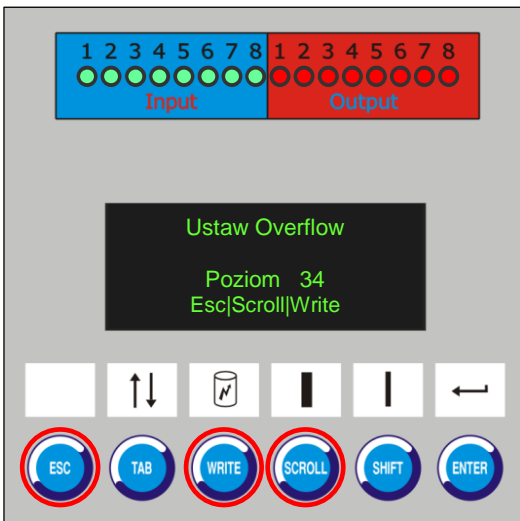 1 2 3 4 5 6 7 8 1 2 3 4 5 6 7 8
Input Output
Ustaw Overflow
Poziom 34
Esc|Scroll|Write
ESC TAB WRITE SCROLL SHIFT ENTER